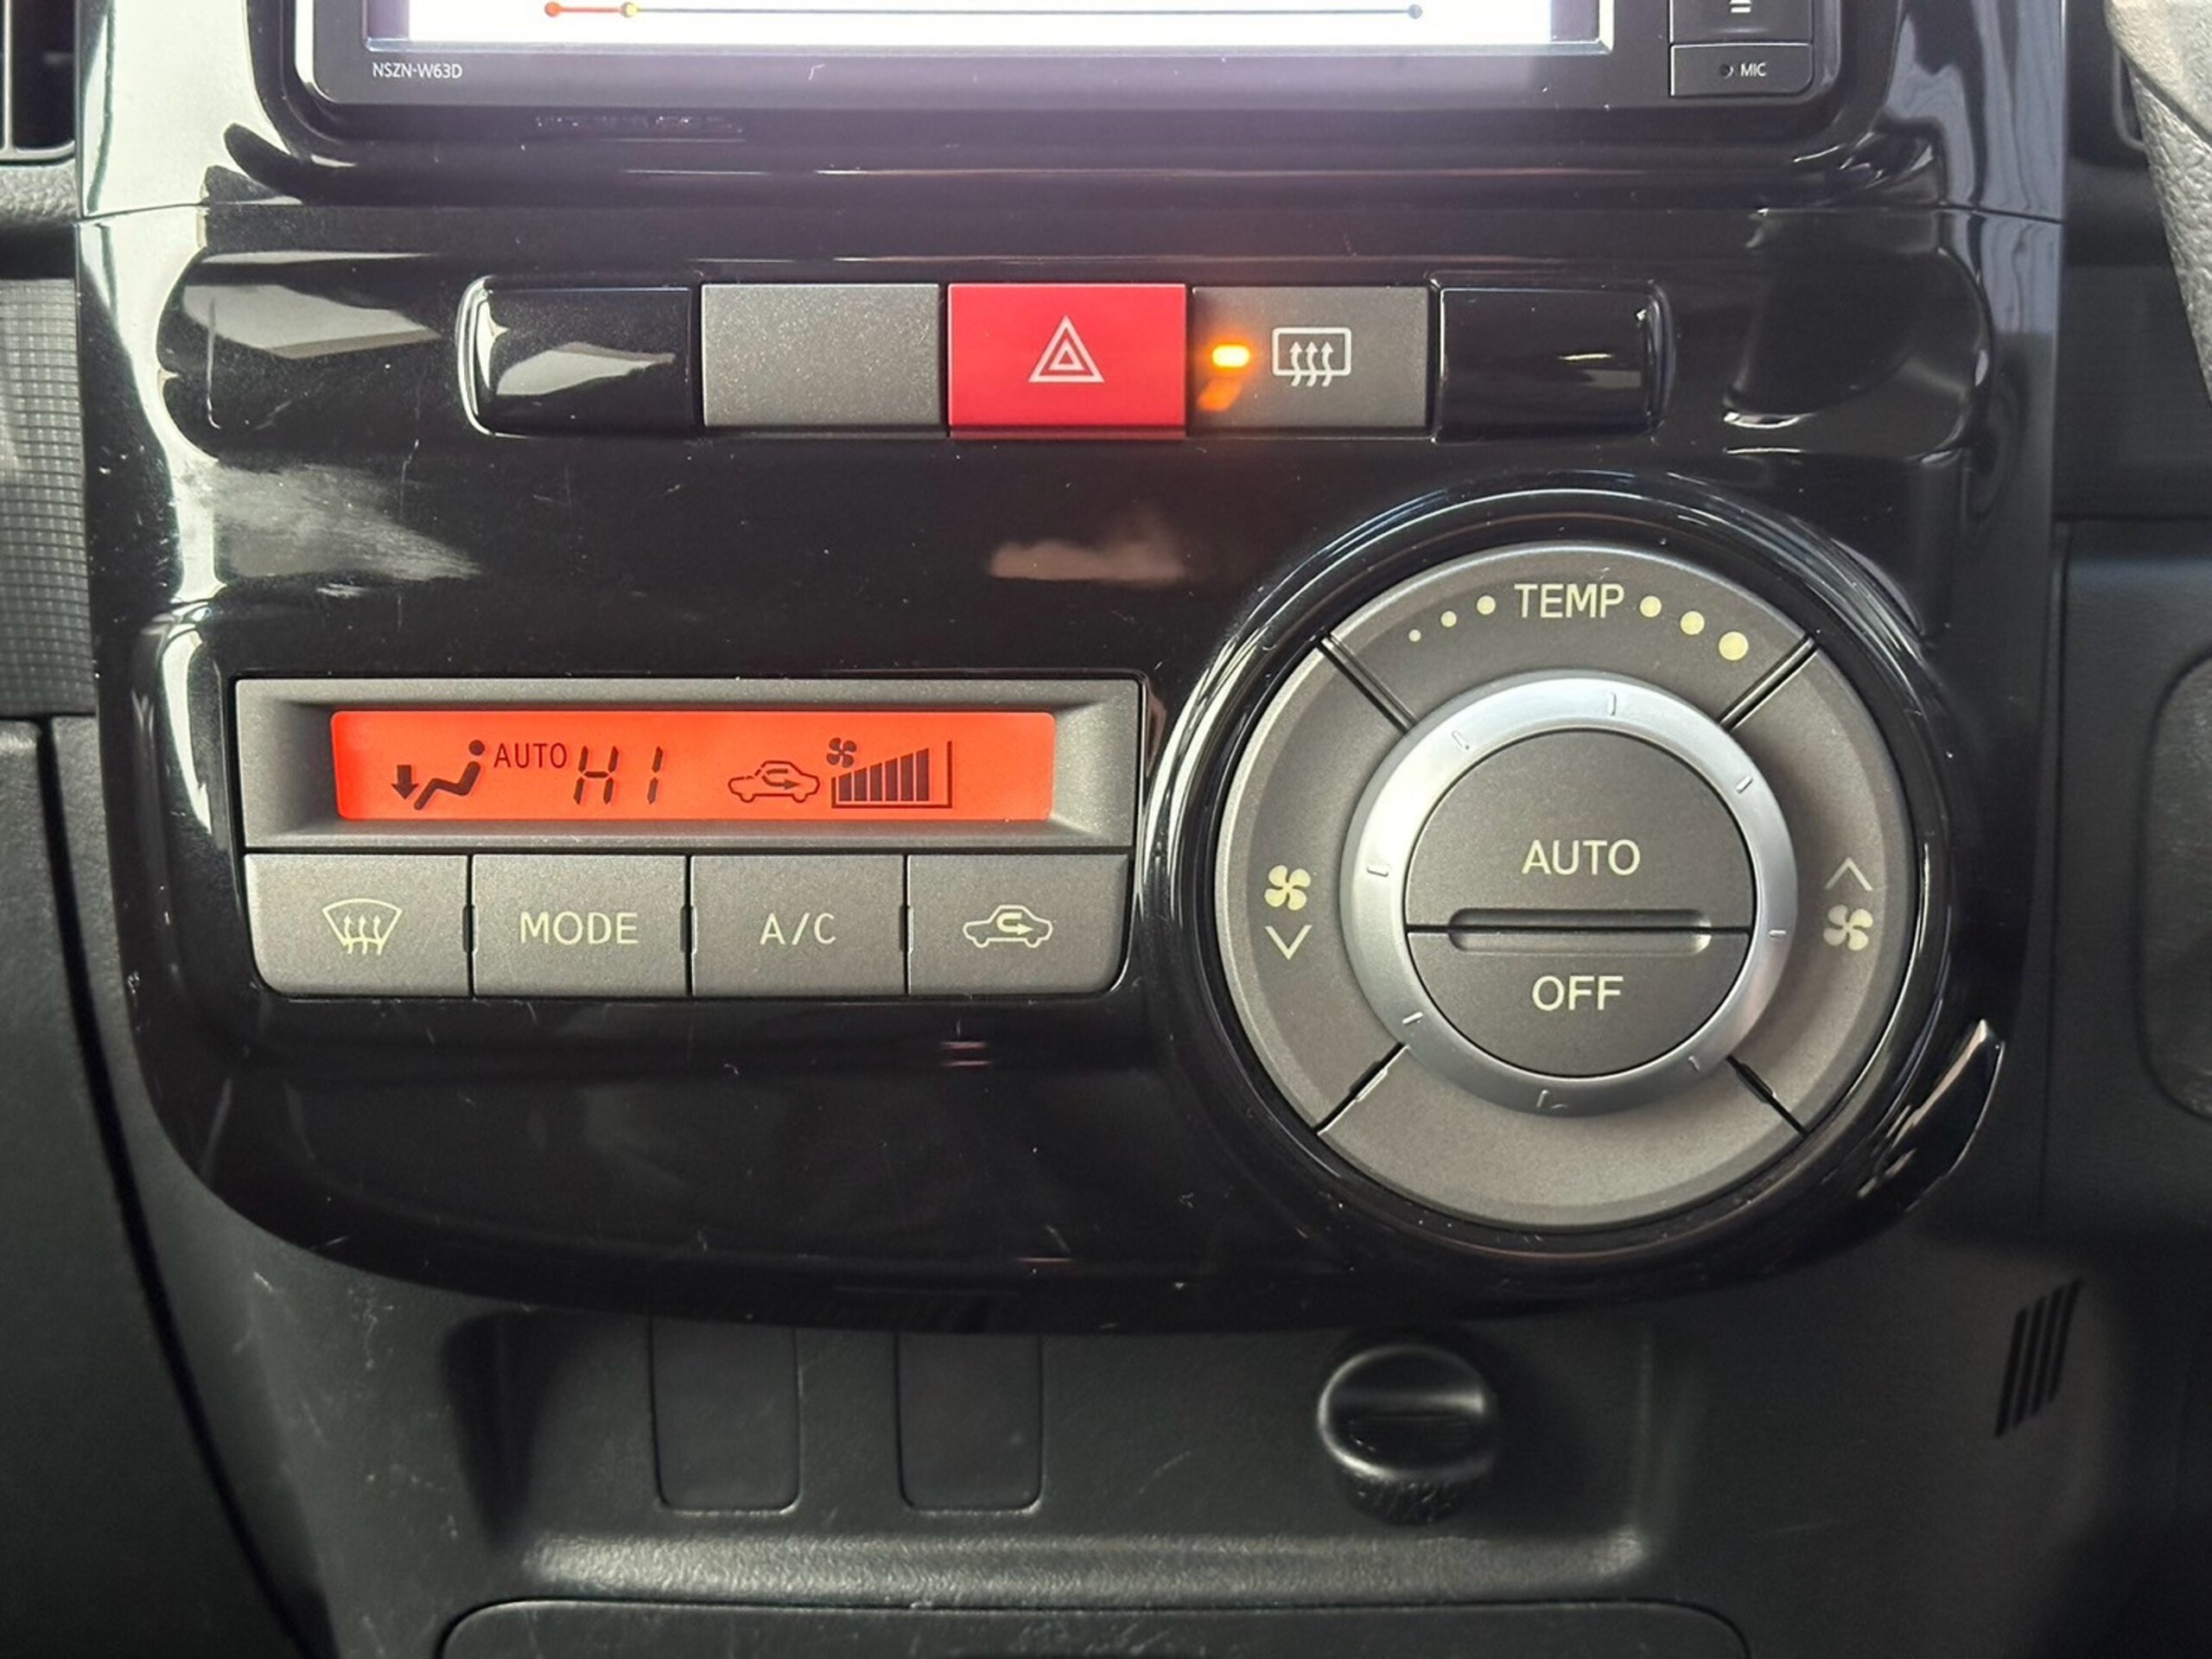 NSZN-W63D
MIC
TEMP
AUTO HI
AUTO
MODE
A/C
OFF